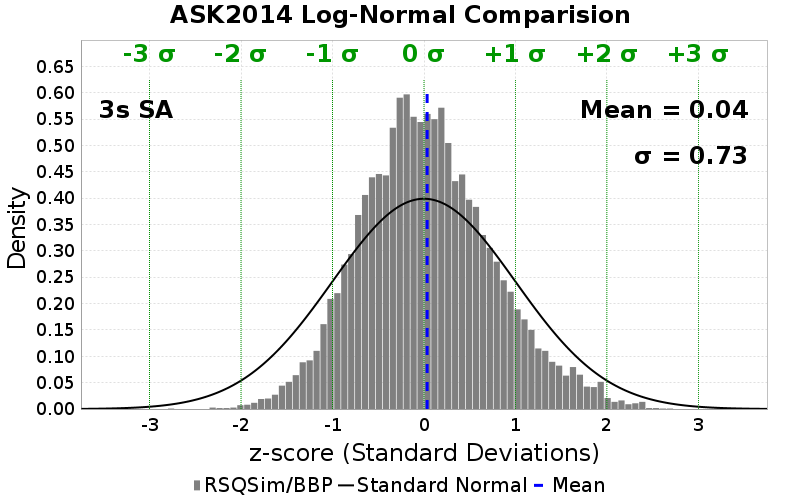 ASK2014 Log-Normal Comparision
-3 σ -2 σ -1 σ 0 σ +1 σ +2 σ +3 σ
3s SA
Mean = 0.04
σ = 0.73
0.65
0.60
0.55
0.50
0.45
0.40
0.35
0.30
0.25
0.20
0.15
0.10
0.05
0.00
Density
-3 -2 -1 0 1 2 3
z-score (Standard Deviations)
RSQSim/BBP Standard Normal Mean